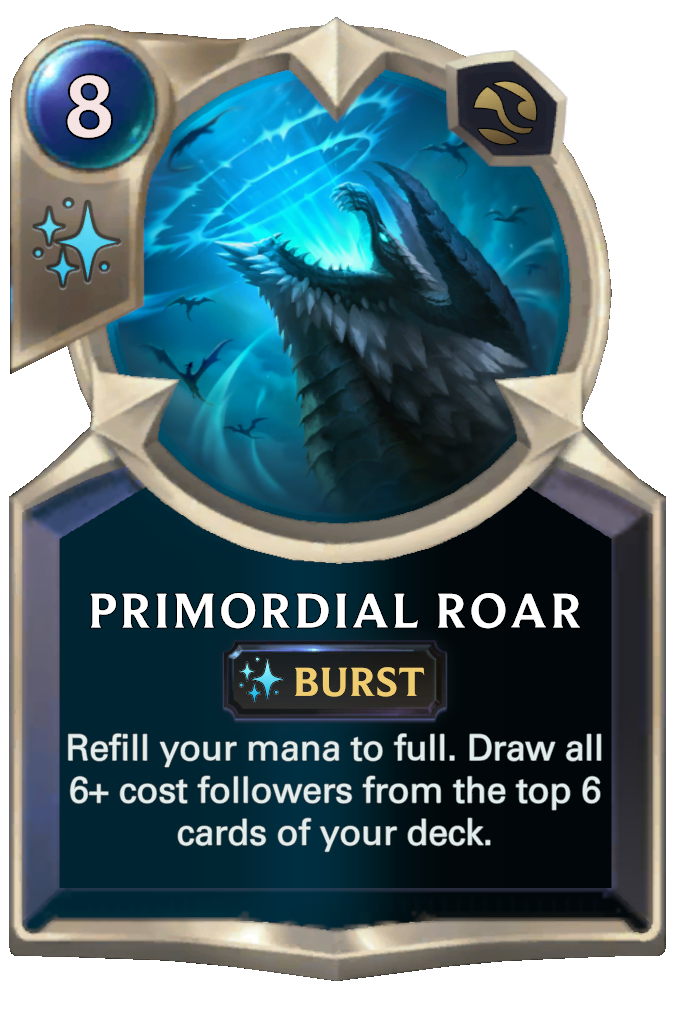 8
PRIMORDIAL ROAR
BURST
Refill your mana to full. Draw all
6+ cost followers from the top 6
cards of your deck.